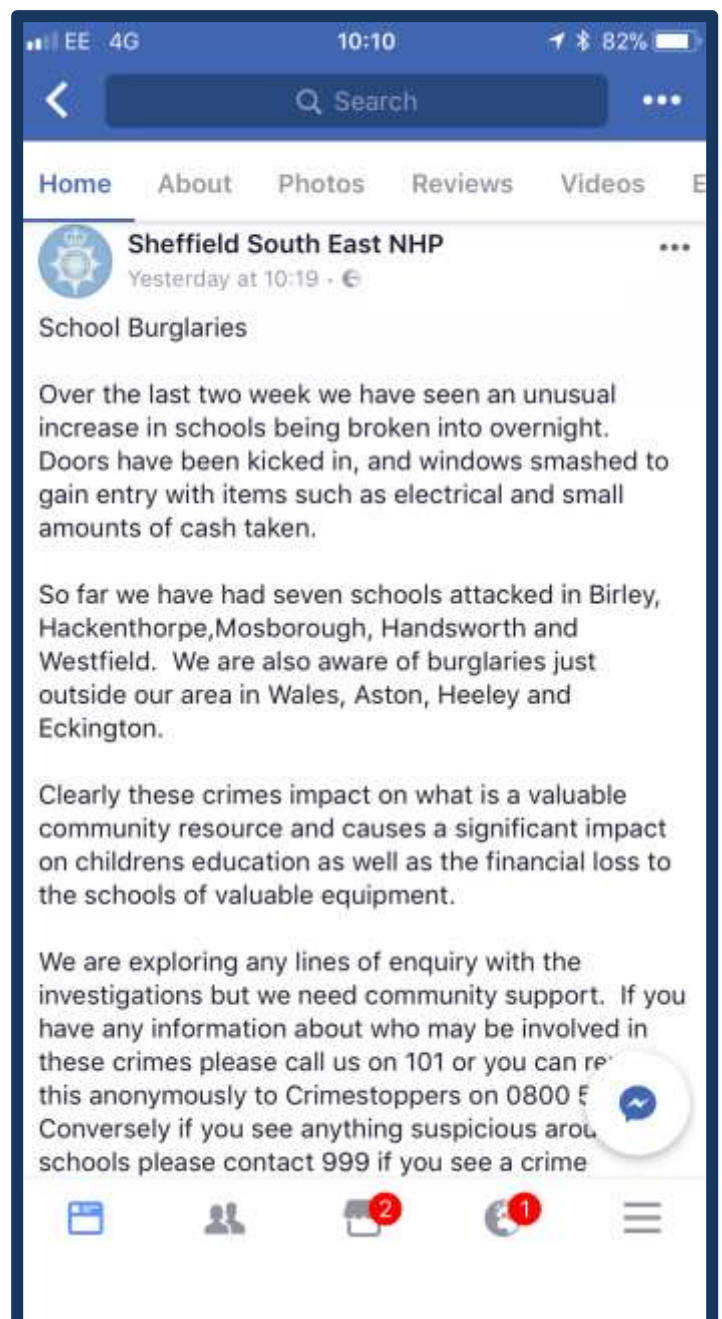 EE 4G 10:10 82%
Search
Home About Photos Reviews Videos E
Sheffield South East NHP
Yesterday at 10:19 ·
School Burglaries
Over the last two week we have seen an unusual
increase in schools being broken into overnight.
Doors have been kicked in, and windows smashed to
gain entry with items such as electrical and small
amounts of cash taken.
So far we have had seven schools attacked in Birley,
Hackenthorpe,Mosborough, Handsworth and
Westfield. We are also aware of burglaries just
outside our area in Wales, Aston, Heeley and
Eckington.
Clearly these crimes impact on what is a valuable
community resource and causes a significant impact
on childrens education as well as the financial loss to
the schools of valuable equipment.
We are exploring any lines of enquiry with the
investigations but we need community support. If you
have any information about who may be involved in
these crimes please call us on 101 or you can
this anonymously to Crimestoppers on 0800
Conversely if you see anything suspicious
schools please contact 999 if you see a crime
2 1